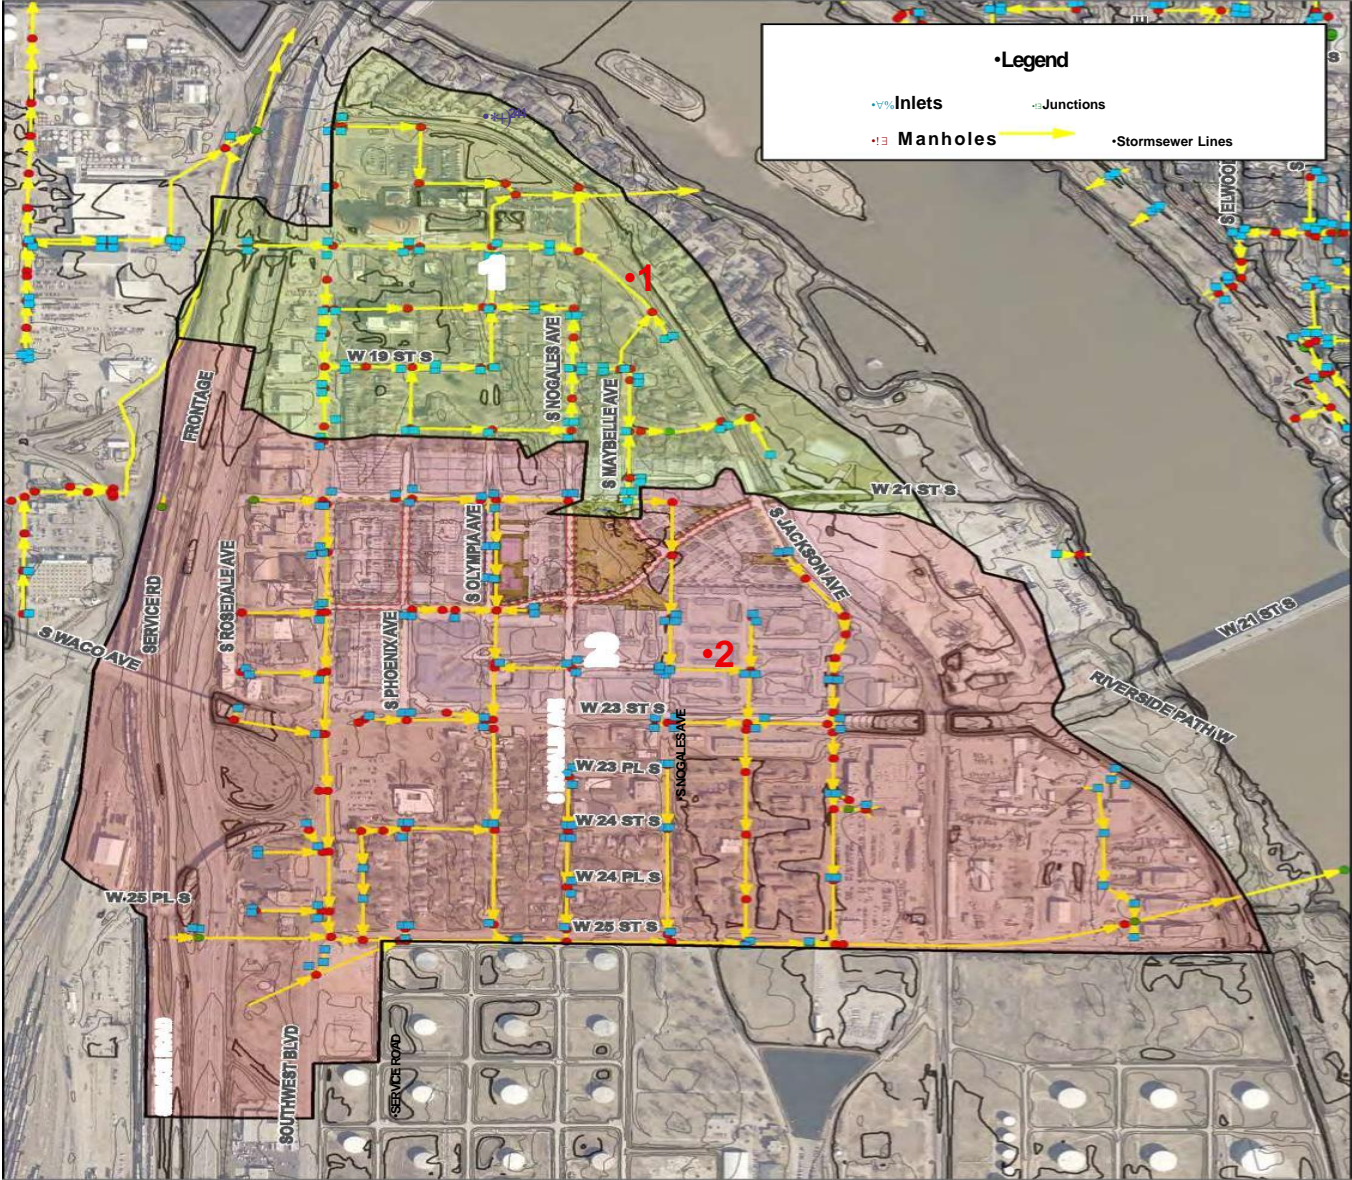 •Legend
Inlets
Junctions
Manholes
•Stormsewer Lines
S
S ELWOO
S
1
•1
W 19 ST S
S NOGALES AVE
FRONTAGE
S MAYBELLE AVE
W 21 ST S
S JACKSON AVE
S OLYMPIA AVE
S ROSEDALE AVE
SERVICE RD
S WACO AVE
S PHOENIX AVE
2
•2
W 21 ST S
RIVERSIDE PATH W
W 23 ST S
•S NOGALES AVE
W 23 PL S
W 24 ST S
W 24 PL S
W 25 PL S
W 25 ST S
SOUTHWEST BLVD
•SERVICE ROAD